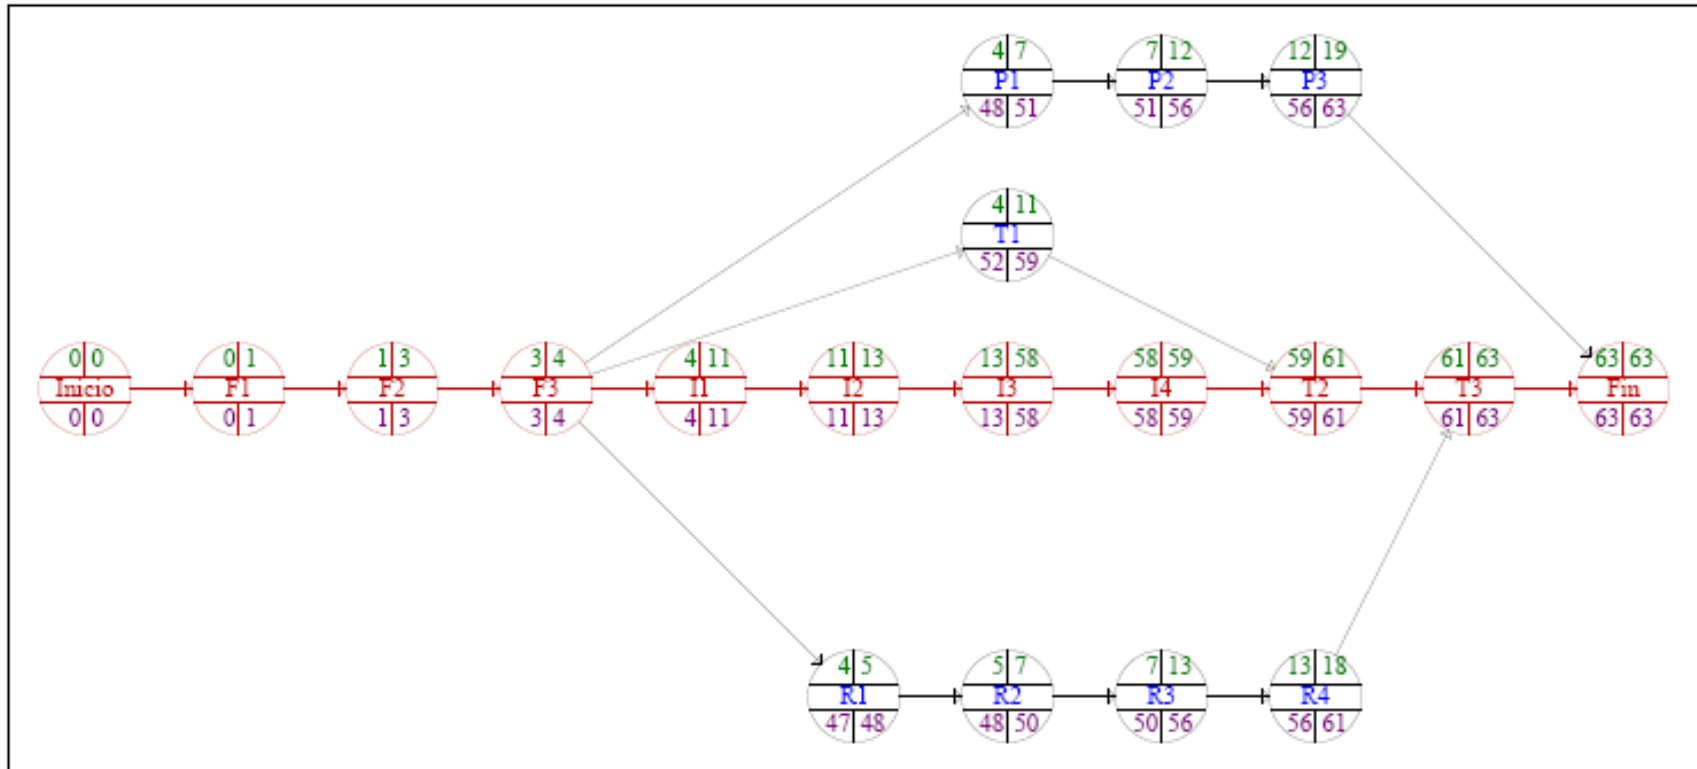 4 7 7 12 12 19
P1 P2 P3
48 51 51 56 56 63
4 11
T1
52 59
0 0 0 1 1 3 3 4 4 11 11 13 13 58 58 59 59 61 61 63 63 63
Inicio F1 F2 F3 I1 I2 I3 I4 T2 T3 Fin
0 0 0 1 1 3 3 4 4 11 11 13 13 58 58 59 59 61 61 63 63 63
4 5 5 7 7 13 13 18
R1 R2 R3 R4
47 48 48 50 50 56 56 61